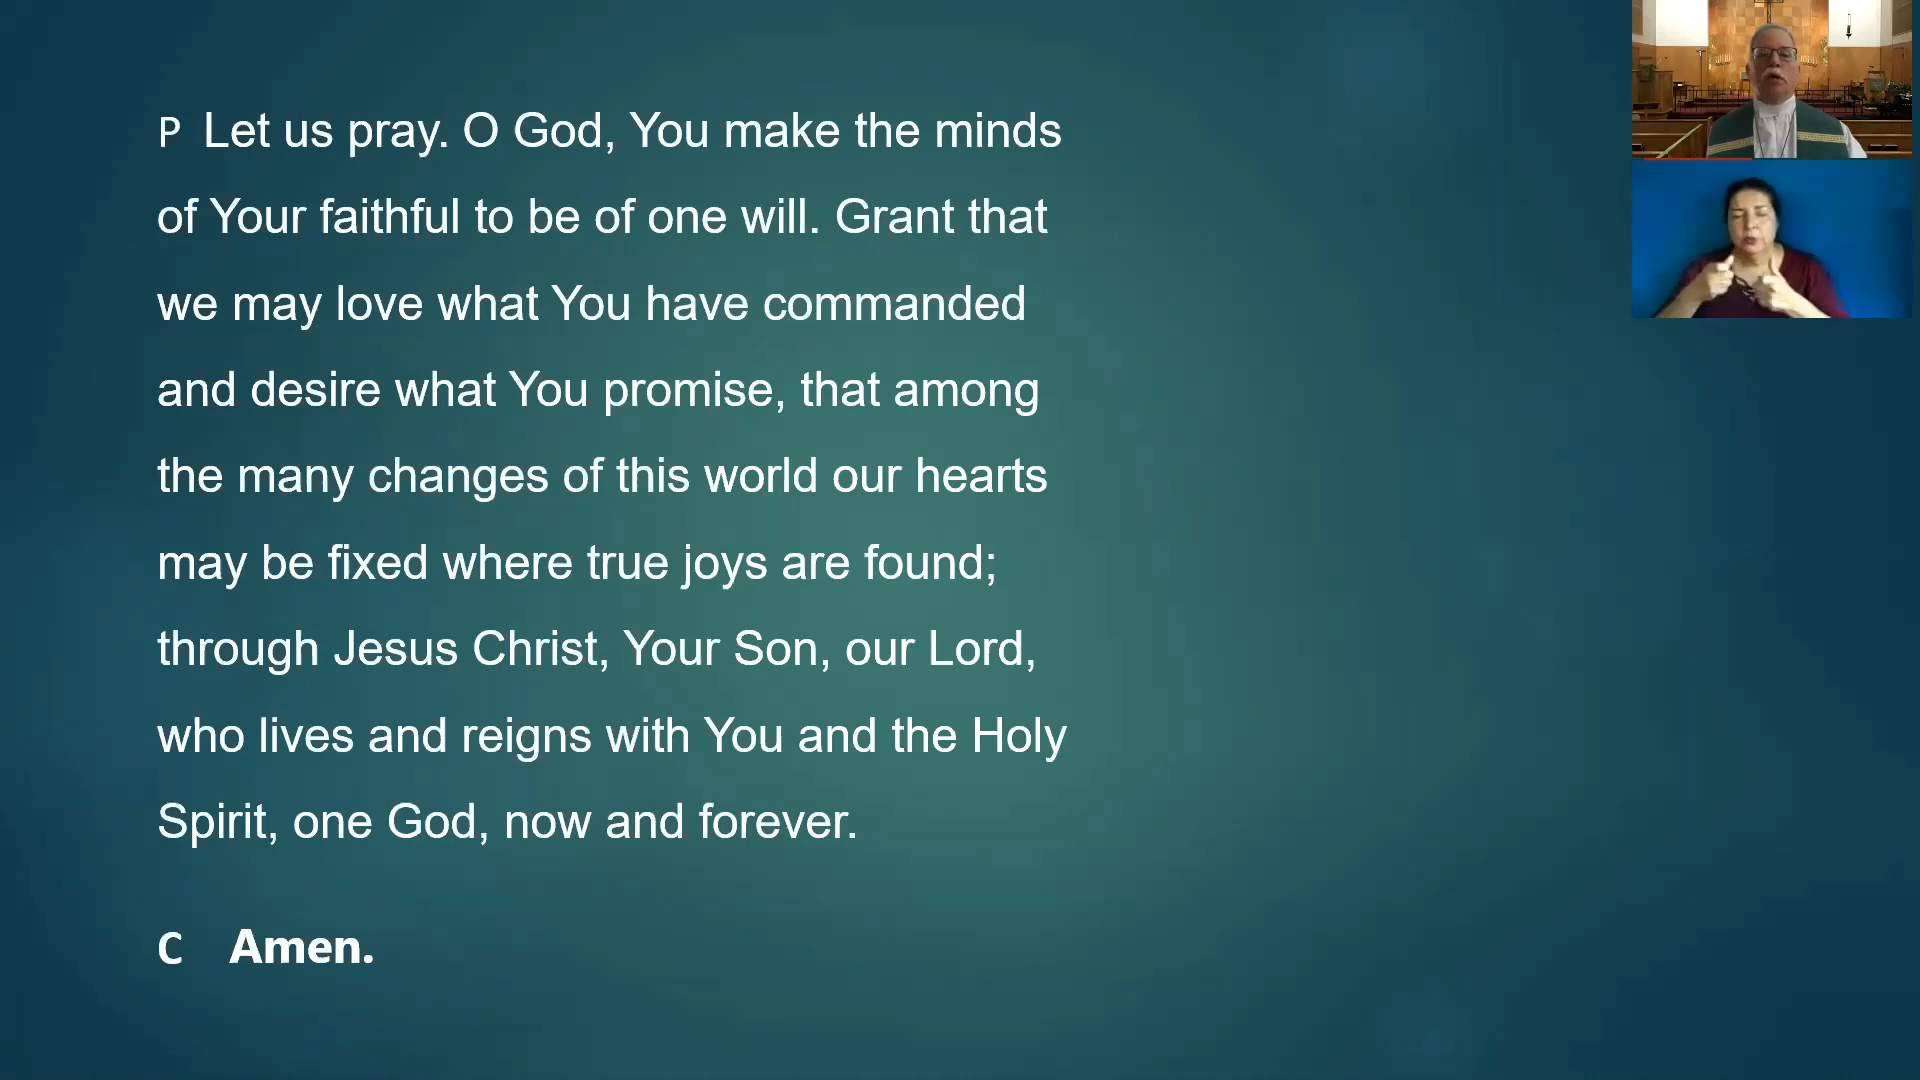 P Let us pray. O God, You make the minds
of Your faithful to be of one will. Grant that
we may love what You have commanded
and desire what You promise, that among
the many changes of this world our hearts
may be fixed where true joys are found;
through Jesus Christ, Your Son, our Lord,
who lives and reigns with You and the Holy
Spirit, one God, now and forever.
C Amen.